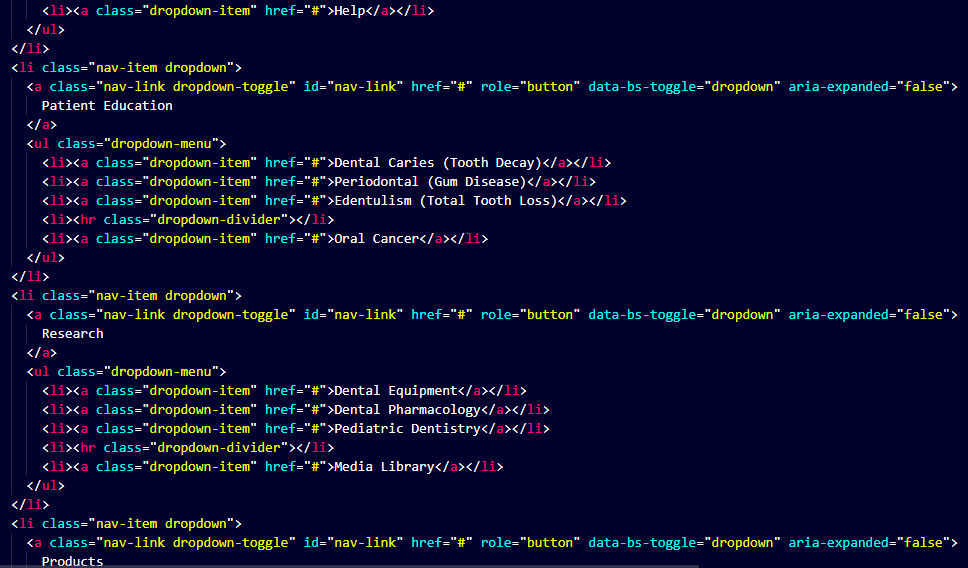 <li><a class="dropdown-item" href="#">Help</a></li>
</ul>
</li>
<li class="nav-item dropdown">
<a class="nav-link dropdown-toggle" id="nav-link" href="#" role="button" data-bs-toggle="dropdown" aria-expanded="false">
Patient Education
</a>
<ul class="dropdown-menu">
<li><a class="dropdown-item" href="#">Dental Caries (Tooth Decay)</a></li>
<li><a class="dropdown-item" href="#">Periodontal (Gum Disease)</a></li>
<li><a class="dropdown-item" href="#">Edentulism (Total Tooth Loss)</a></li>
<li><hr class="dropdown-divider"></li>
<li><a class="dropdown-item" href="#">Oral Cancer</a></li>
</ul>
</li>
<li class="nav-item dropdown">
<a class="nav-link dropdown-toggle" id="nav-link" href="#" role="button" data-bs-toggle="dropdown" aria-expanded="false">
Research
</a>
<ul class="dropdown-menu">
<li><a class="dropdown-item" href="#">Dental Equipment</a></li>
<li><a class="dropdown-item" href="#">Dental Pharmacology</a></li>
<li><a class="dropdown-item" href="#">Pediatric Dentistry</a></li>
<li><hr class="dropdown-divider"></li>
<li><a class="dropdown-item" href="#">Media Library</a></li>
</ul>
</li>
<li class="nav-item dropdown">
<a class="nav-link dropdown-toggle" id="nav-link" href="#" role="button" data-bs-toggle="dropdown" aria-expanded="false">
Products